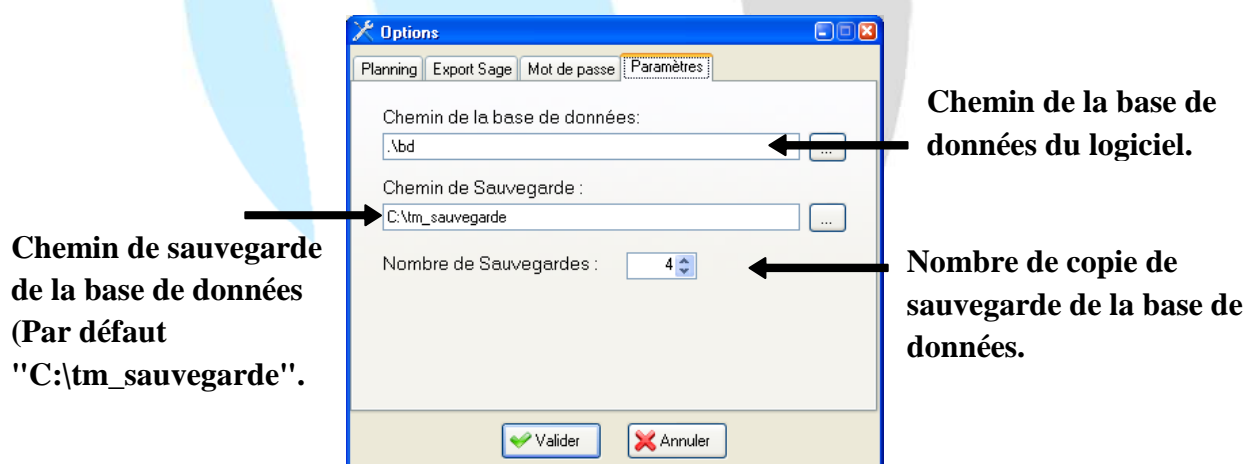 Options
Planning
Export Sage
Mot de passe
Paramètres
Chemin de la base de données:
.\bd
...
Chemin de la base de
données du logiciel.
Chemin de Sauvegarde :
C:\tm_sauvegarde
...
Chemin de sauvegarde
de la base de données
(Par défaut
"C:\tm_sauvegarde".
Nombre de Sauvegardes :
4
Nombre de copie de
sauvegarde de la base de
données.
Valider
Annuler